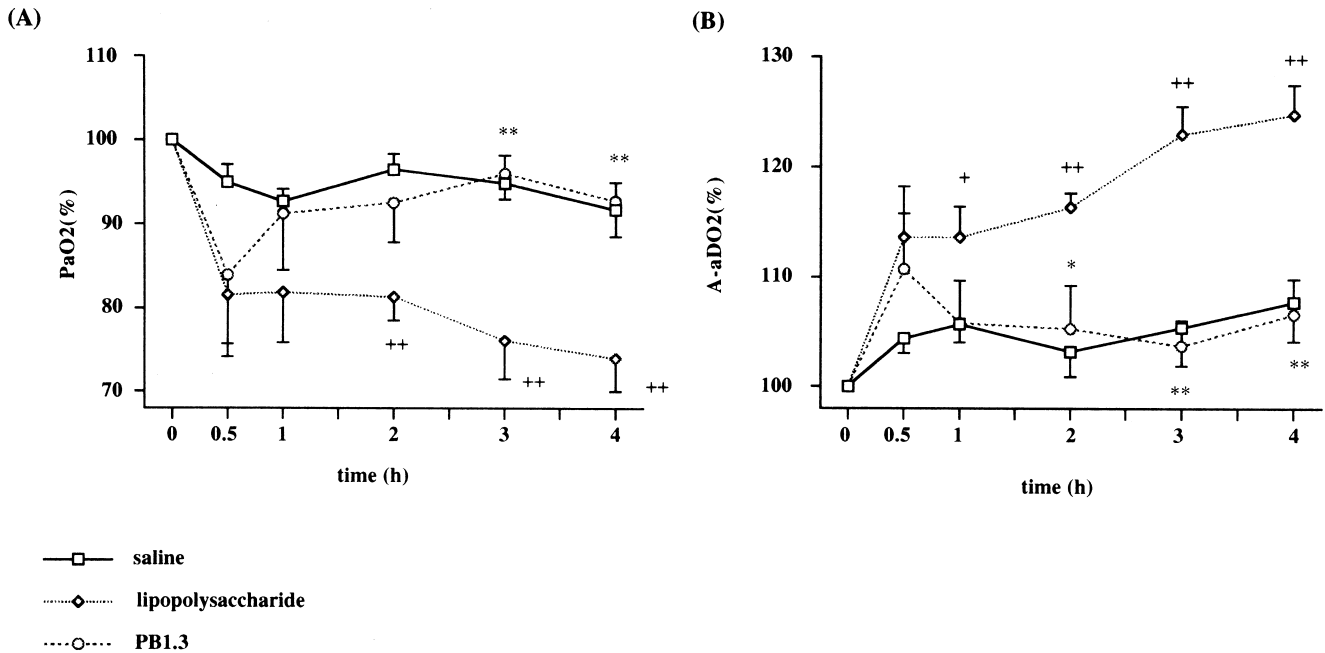 (A)
110
100
90
80
70
PaO2(%)
**
**
++
++
++
0 0.5 1 2 3 4
time (h)
(B)
130
120
110
100
A-aDO2(%)
++
++
++
+
*
**
**
0 0.5 1 2 3 4
time (h)
saline
lipopolysaccharide
PB1.3